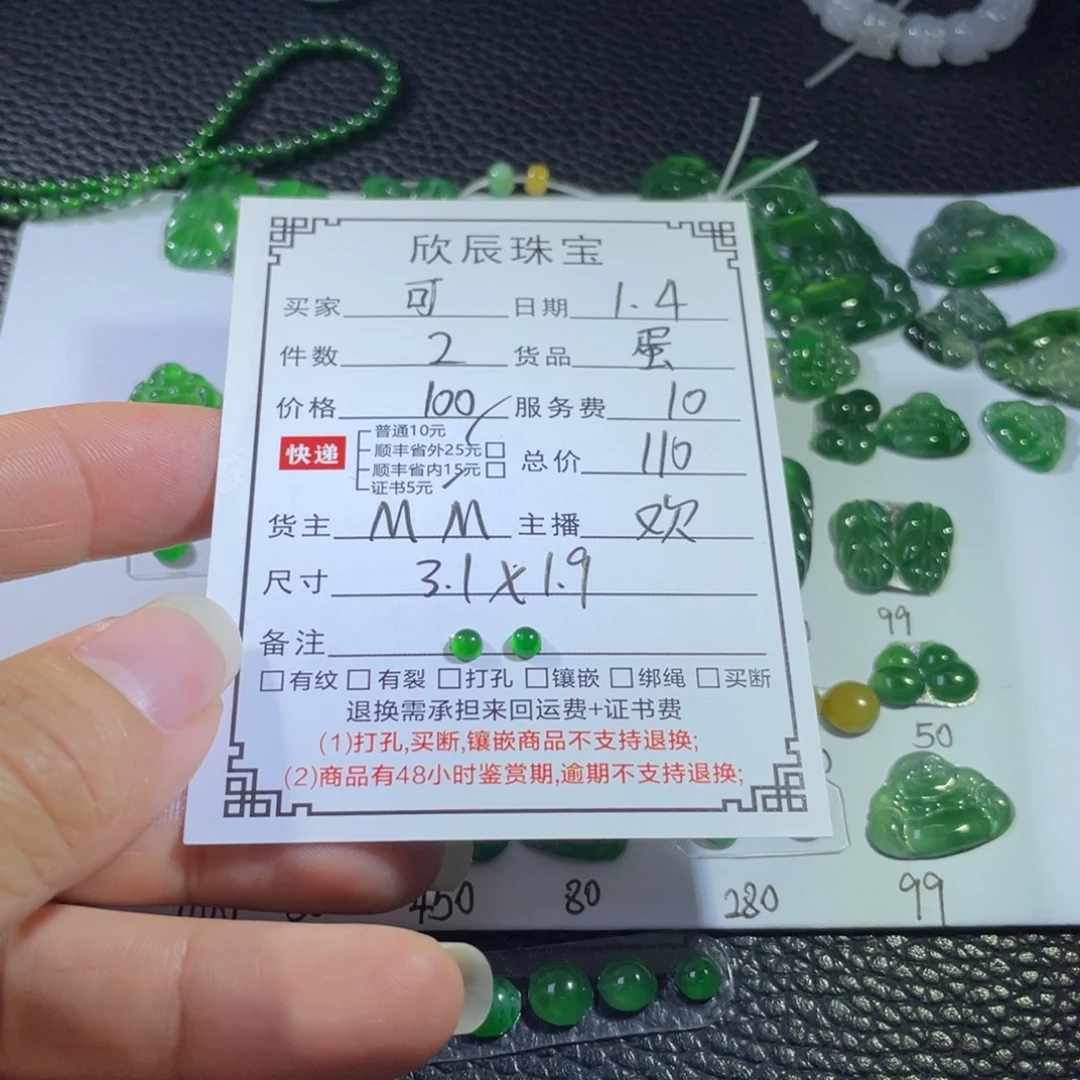 欣辰珠宝
买家 可 日期 1.4
件数 2 货品 蛋
价格 100 服务费 10
快递 普通10元
顺丰省外25元□
顺丰省内15元□
证书5元
总价 110
货主 MM 主播 欢
尺寸 3.1x1.9
备注
□有纹 □有裂 □打孔 □镶嵌 □绑绳 □买断
退换需承担来回运费+证书费
(1)打孔,买断,镶嵌商品不支持退换;
(2)商品有48小时鉴赏期,逾期不支持退换;
99
50
450 80 280 99